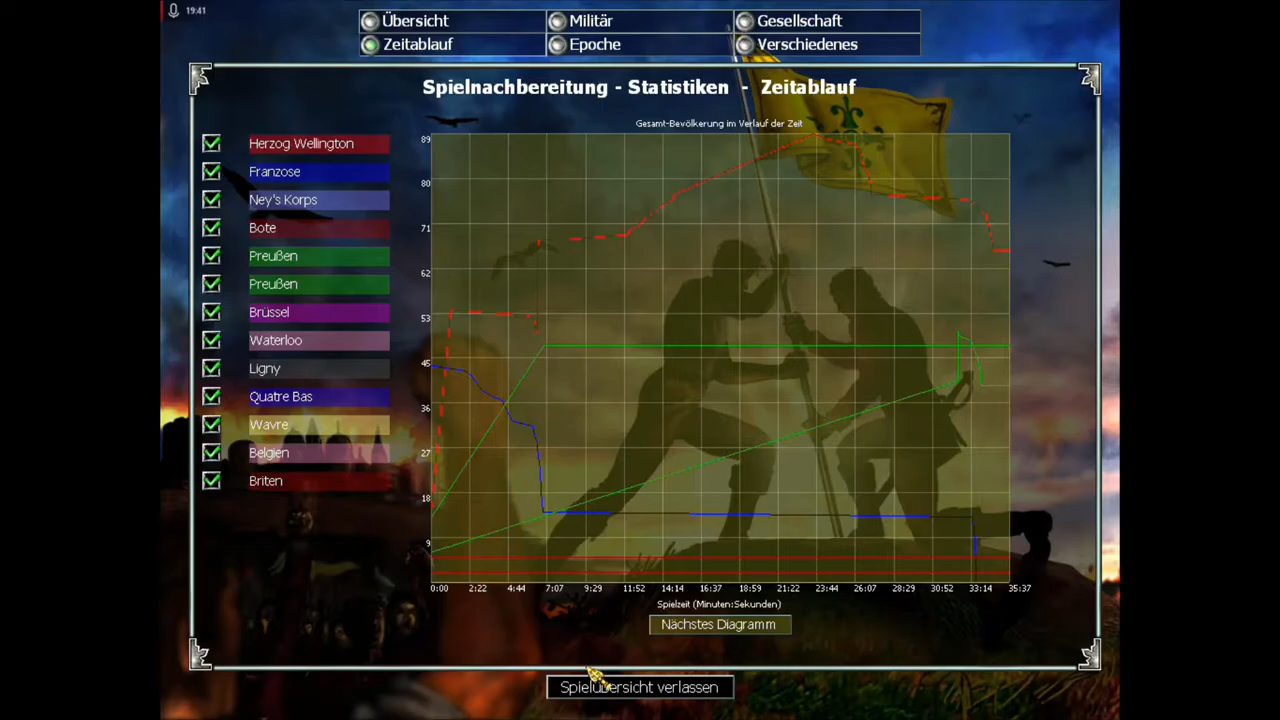 19:41
Übersicht
Militär
Gesellschaft
Zeitablauf
Epoche
Verschiedenes
Spielnachbereitung - Statistiken - Zeitablauf
Gesamt-Bevölkerung im Verlauf der Zeit
Herzog Wellington
Franzose
Ney's Korps
Bote
Preußen
Preußen
Brüssel
Waterloo
Ligny
Quatre Bas
Wavre
Belgien
Briten
89
80
71
62
53
45
36
27
18
9
0:00 2:22 4:44 7:07 9:29 11:52 14:14 16:37 18:59 21:22 23:44 26:07 28:29 30:52 33:14 35:37
Spielzeit (Minuten:Sekunden)
Nächstes Diagramm
Spielübersicht verlassen